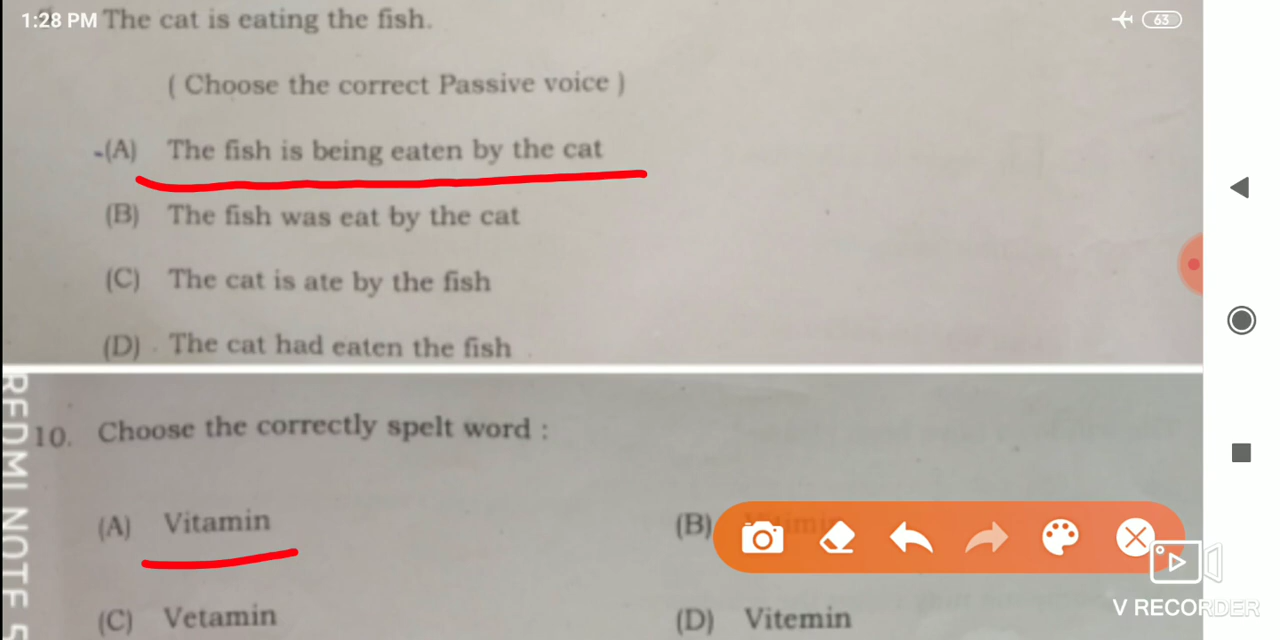 1:28 PM The cat is eating the fish. 63
( Choose the correct Passive voice )
(A) The fish is being eaten by the cat
(B) The fish was eat by the cat
(C) The cat is ate by the fish
(D) The cat had eaten the fish
10. Choose the correctly spelt word :
(A) Vitamin
(B)
(C) Vetamin
(D) Vitemin
V RECORDER
REDMI NOTE 5